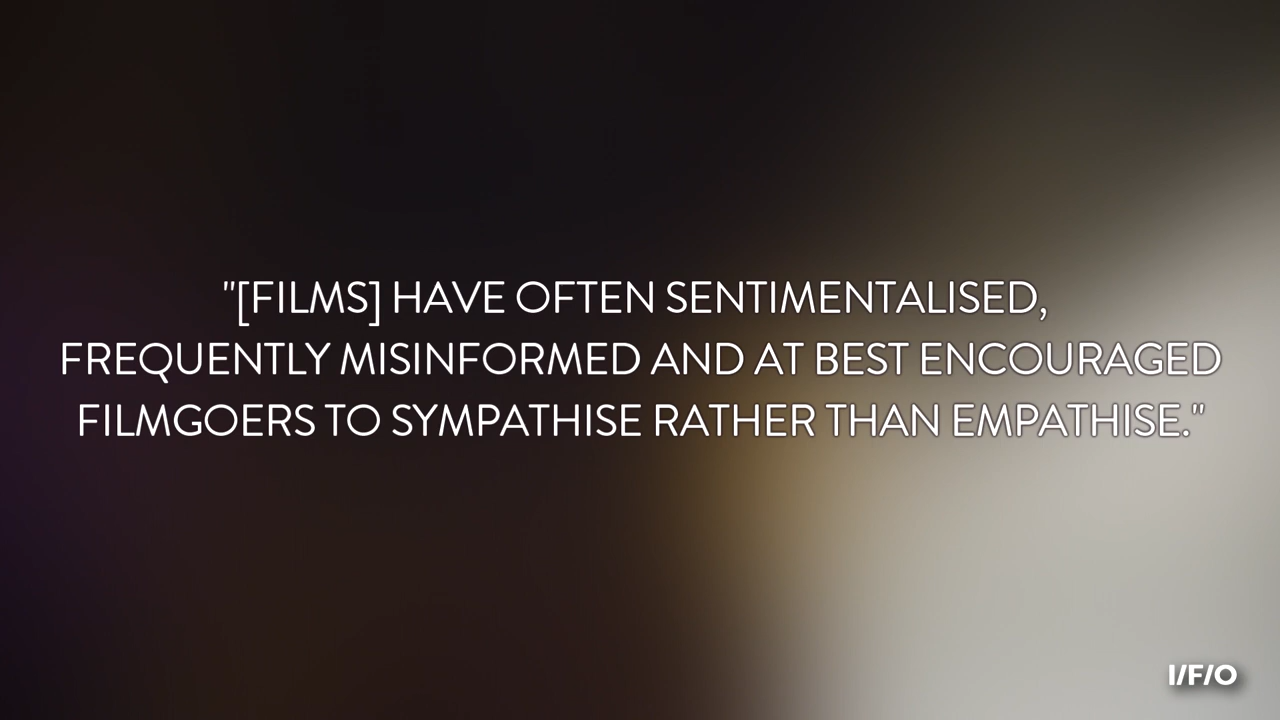 "[FILMS] HAVE OFTEN SENTIMENTALISED,
FREQUENTLY MISINFORMED AND AT BEST ENCOURAGED
FILMGOERS TO SYMPATHISE RATHER THAN EMPATHISE."
I/F/O